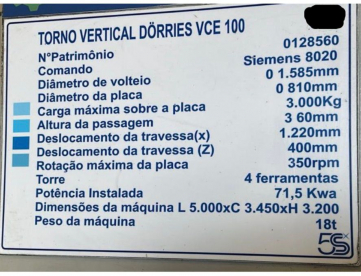 TORNO VERTICAL DÖRRIES VCE 100
N°Patrimônio 0128560
Comando Siemens 8020
Diâmetro de volteio 0 1.585mm
Diâmetro da placa 0 810mm
Carga máxima sobre a placa 3.000Kg
Altura da passagem 3 60mm
Deslocamento da travessa(x) 1.220mm
Deslocamento da travessa (Z) 400mm
Rotação máxima da placa 350rpm
Torre 4 ferramentas
Potência Instalada 71,5 Kwa
Dimensões da máquina L 5.000xC 3.450xH 3.200
Peso da máquina 18t
5S